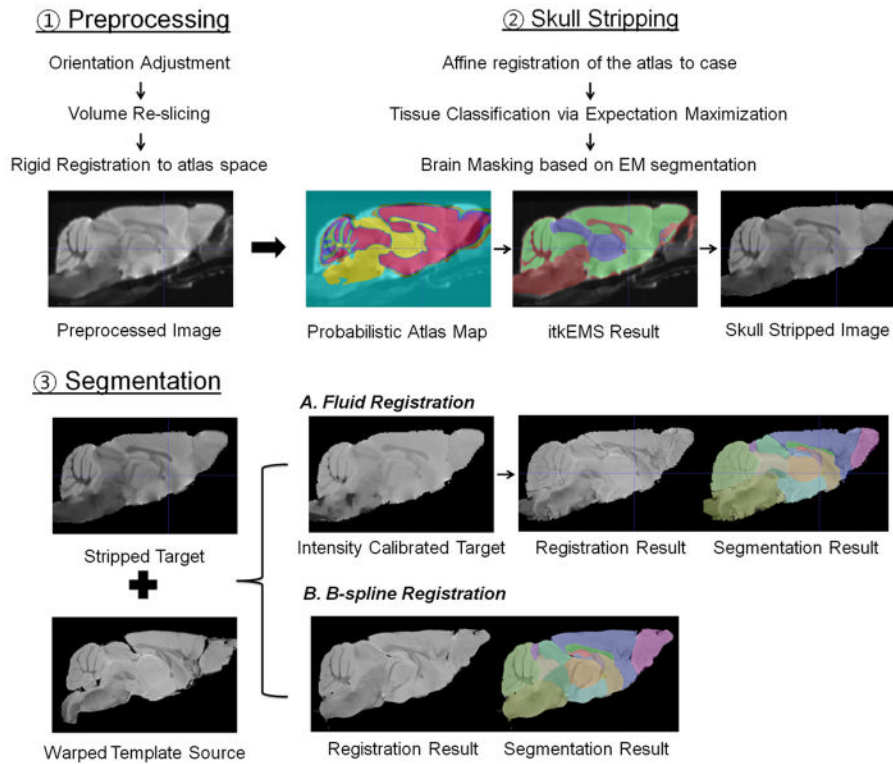 ① Preprocessing
Orientation Adjustment
Volume Re-slicing
Rigid Registration to atlas space
Preprocessed Image
② Skull Stripping
Affine registration of the atlas to case
Tissue Classification via Expectation Maximization
Brain Masking based on EM segmentation
Probabilistic Atlas Map
itkEMS Result
Skull Stripped Image
③ Segmentation
Stripped Target
Warped Template Source
A. Fluid Registration
Intensity Calibrated Target
Registration Result
Segmentation Result
B. B-spline Registration
Registration Result
Segmentation Result